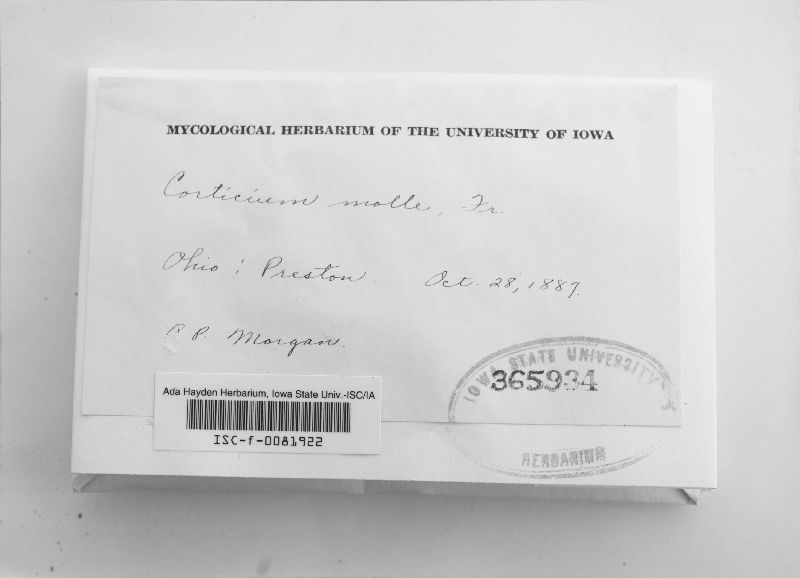 MYCOLOGICAL HERBARIUM OF THE UNIVERSITY OF IOWA
Corticium molle, Fr.
Ohio : Preston. Oct. 28, 1889.
P. Morgan.
IOWA STATE UNIVERSITY
365934
HERBARIUM
Ada Hayden Herbarium, Iowa State Univ.-ISC/IA
ISC-f-0081922